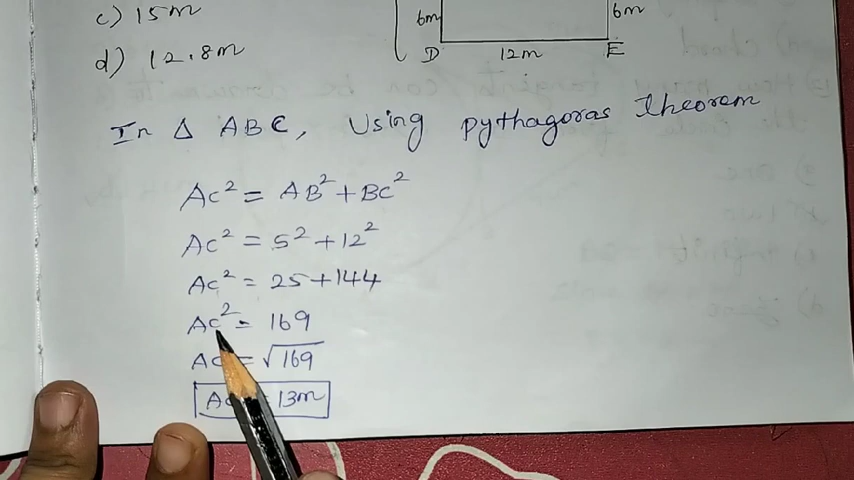 c) 15m
6m
6m
d) 12.8m
D 12m E
In Δ ABC, Using pythagoras theorem
Ac² = AB² + Bc²
Ac² = 5² + 12²
Ac² = 25 + 144
Ac² = 169
Ac = √169
A 13m